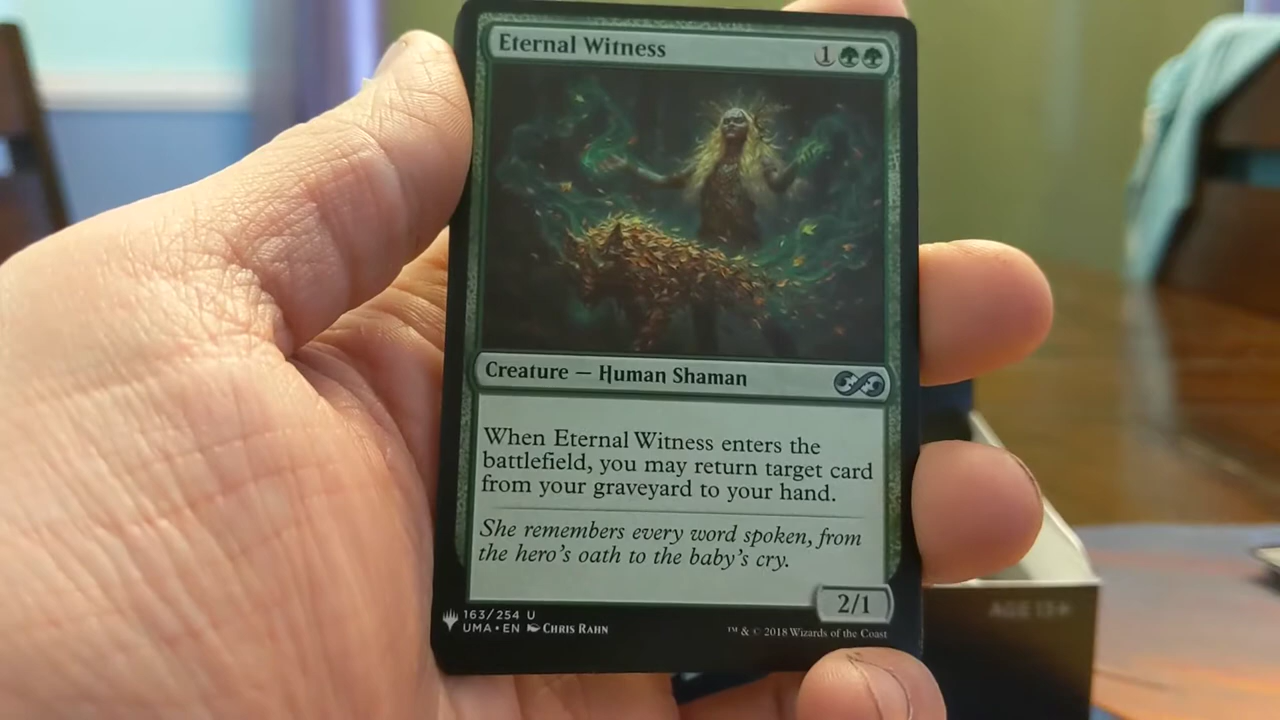 Eternal Witness 1
Creature — Human Shaman
When Eternal Witness enters the
battlefield, you may return target card
from your graveyard to your hand.
She remembers every word spoken, from
the hero's oath to the baby's cry.
2/1
163/254 U
UMA • EN Chris Rahn
™ & © 2018 Wizards of the Coast
AGE 13+